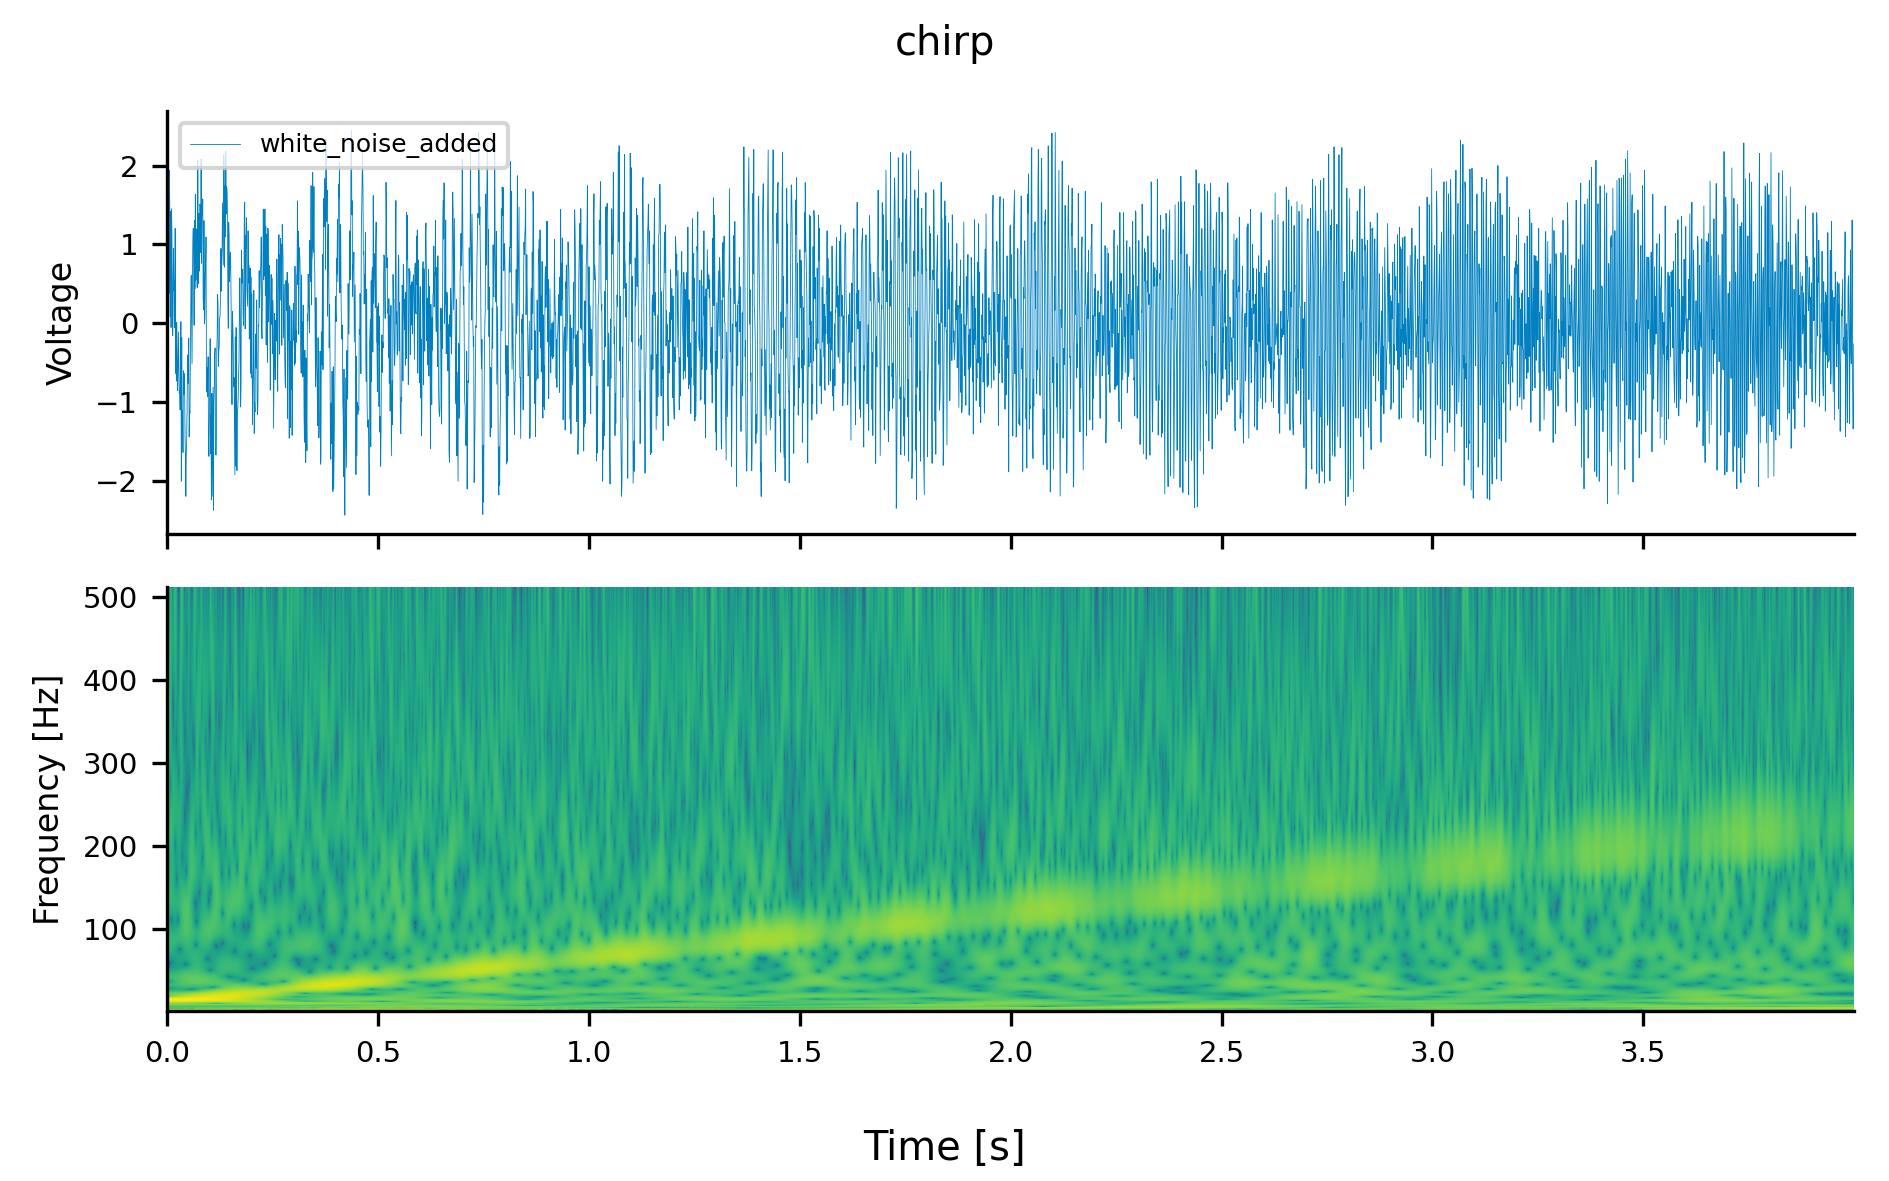 chirp
white_noise_added
Voltage
2
1
0
−1
−2
Frequency [Hz]
500
400
300
200
100
0.0 0.5 1.0 1.5 2.0 2.5 3.0 3.5
Time [s]